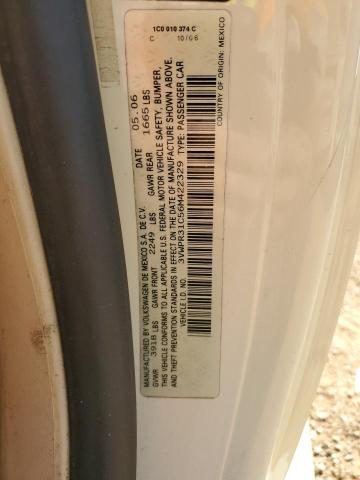 1C0 010 374 C
C 10/06
MANUFACTURED BY VOLKSWAGEN DE MEXICO S.A. DE C.V. DATE 05.06
GVWR 3918 LBS GAWR FRONT 2249 LBS GAWR REAR 1665 LBS
THIS VEHICLE CONFORMS TO ALL APPLICABLE U.S. FEDERAL MOTOR VEHICLE SAFETY, BUMPER,
AND THEFT PREVENTION STANDARDS IN EFFECT ON THE DATE OF MANUFACTURE SHOWN ABOVE.
VEHICLE I.D. NO. 3VWPR31C56M422329 TYPE: PASSENGER CAR
COUNTRY OF ORIGIN: MEXICO